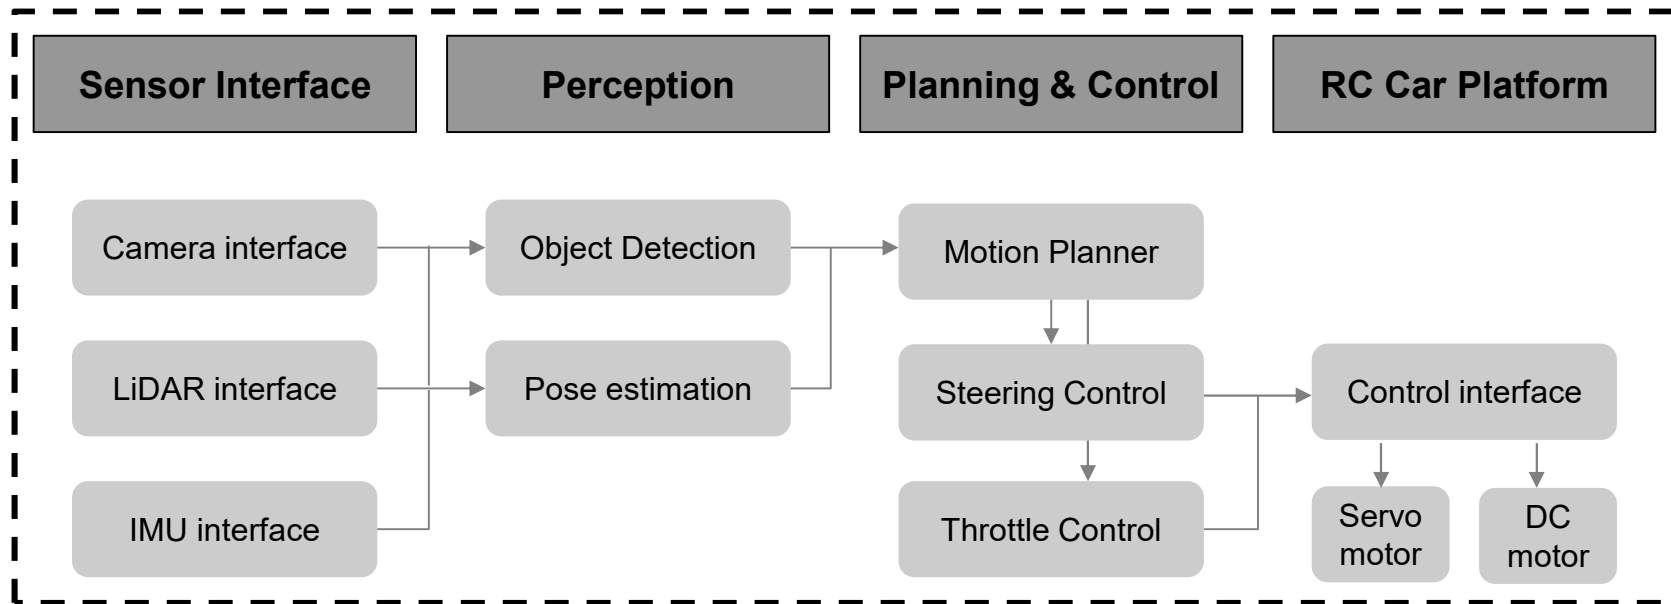 Sensor Interface
Perception
Planning & Control
RC Car Platform
Camera interface
Object Detection
Motion Planner
LiDAR interface
Pose estimation
Steering Control
Control interface
IMU interface
Throttle Control
Servo
motor
DC
motor